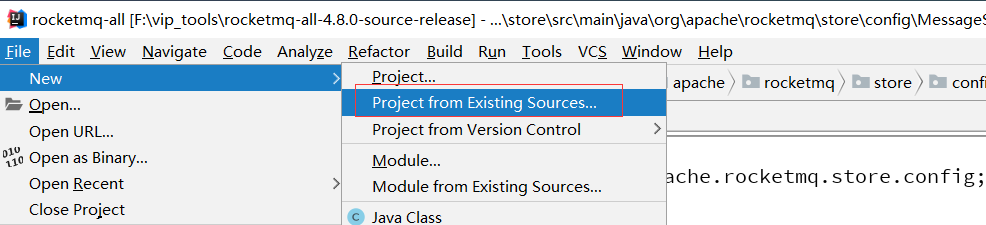 rocketmq-all [F:\vip_tools\rocketmq-all-4.8.0-source-release] - ...\store\src\main\java\org\apache\rocketmq\store\config\MessageS
File Edit View Navigate Code Analyze Refactor Build Run Tools VCS Window Help
New
Project...
apache rocketmq store confi
Open...
Project from Existing Sources...
Open URL...
Project from Version Control
Open as Binary...
Module...
Open Recent
Module from Existing Sources...
ache.rocketmq.store.config;
Close Project
Java Class